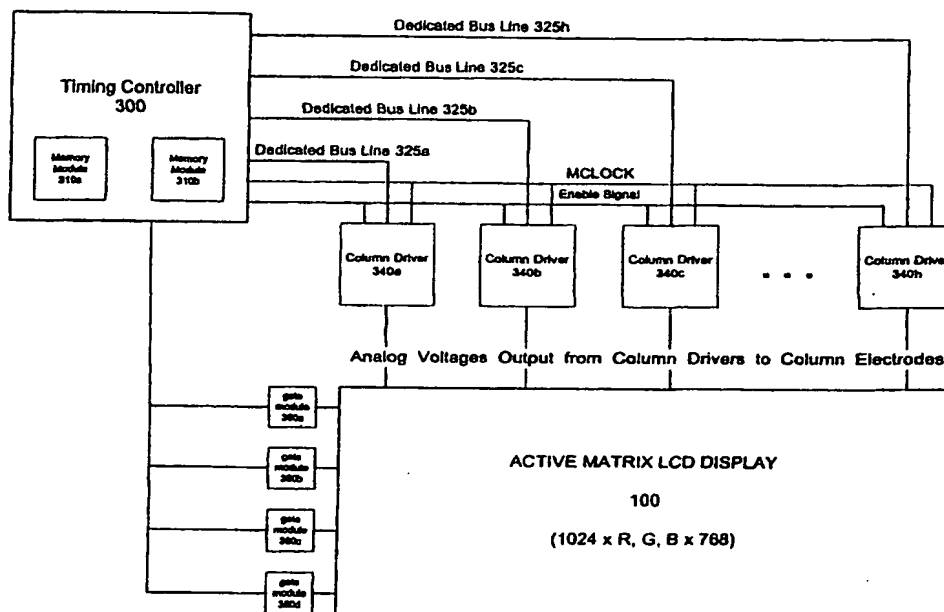 Dedicated Bus Line 325h
Dedicated Bus Line 325c
Timing Controller
300
Dedicated Bus Line 325b
Memory
Module
310a
Memory
Module
310b
Dedicated Bus Line 325a
MCLOCK
Enable Signal
Column Driver
340a
Column Driver
340b
Column Driver
340c
. . .
Column Driver
340h
Analog Voltages Output from Column Drivers to Column Electrodes
gate
module
360a
gate
module
360b
gate
module
360c
gate
module
360d
ACTIVE MATRIX LCD DISPLAY
100
(1024 x R, G, B x 768)